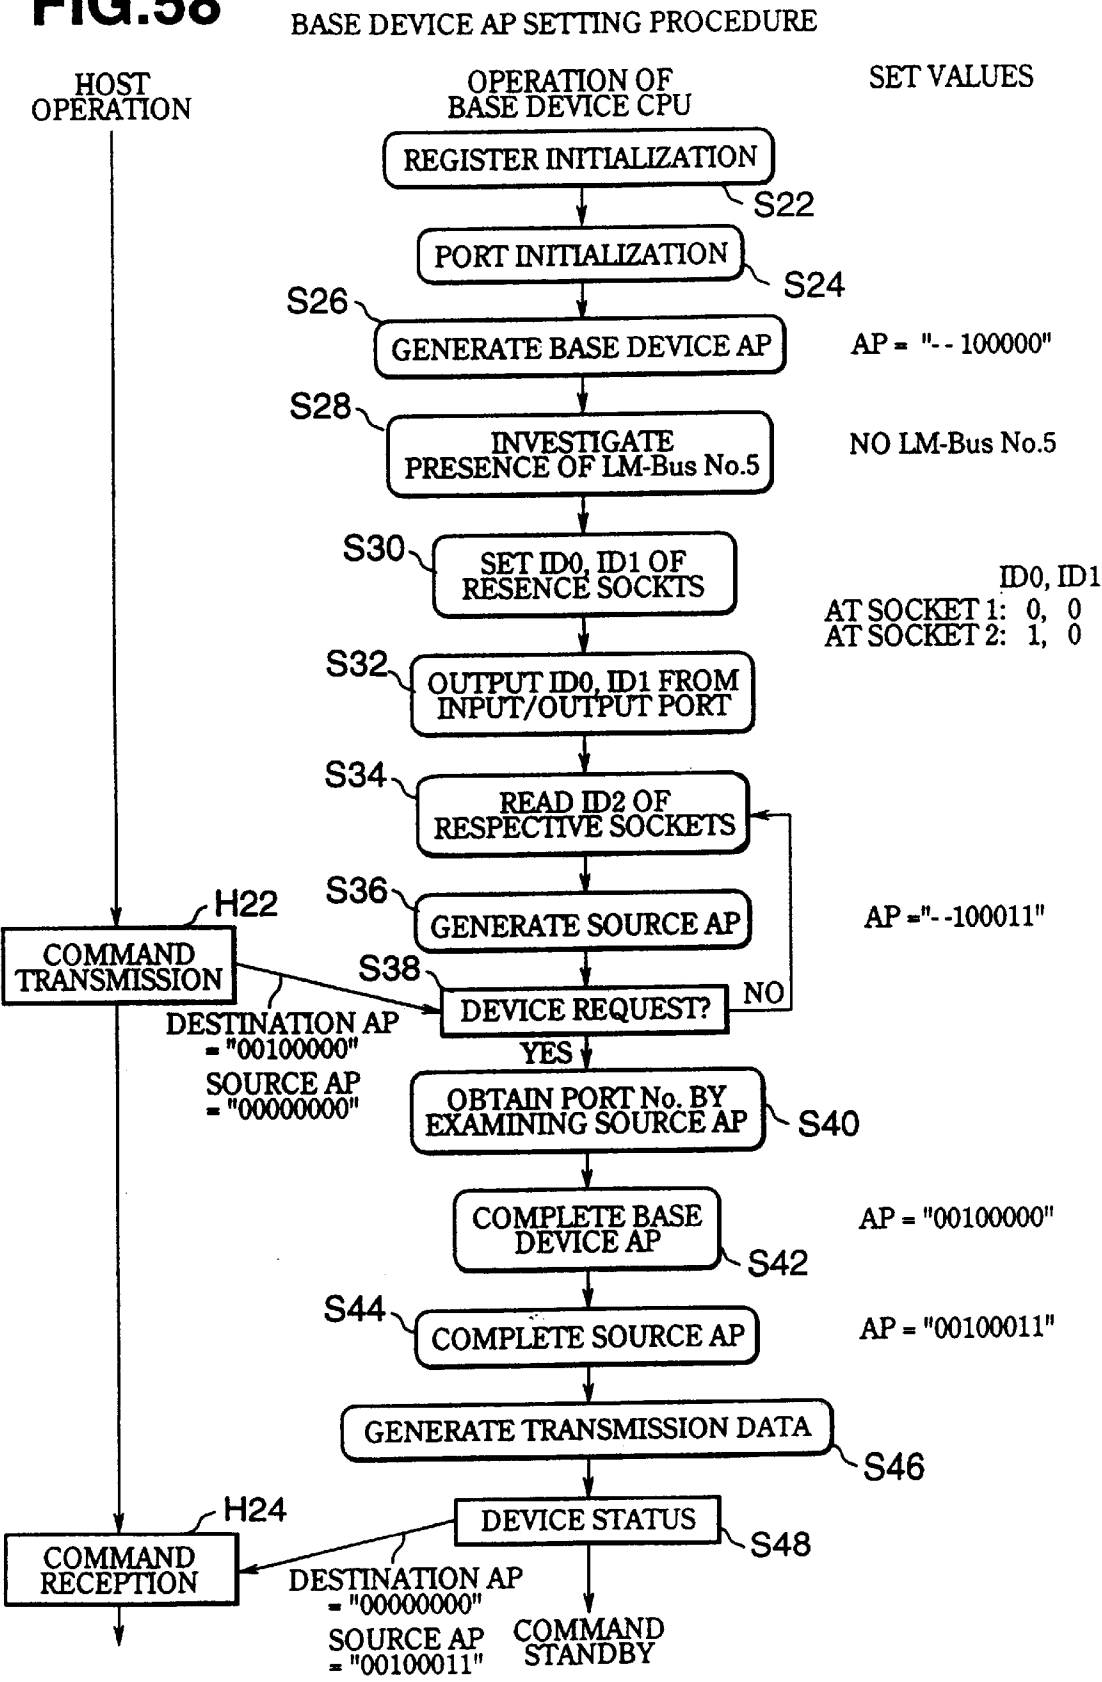 FIG.58
BASE DEVICE AP SETTING PROCEDURE
HOST
OPERATION
OPERATION OF
BASE DEVICE CPU
SET VALUES
REGISTER INITIALIZATION
S22
PORT INITIALIZATION
S24
S26
GENERATE BASE DEVICE AP
AP = "- - 100000"
S28
INVESTIGATE
PRESENCE OF LM-Bus No.5
NO LM-Bus No.5
S30
SET ID0, ID1 OF
RESENCE SOCKTS
ID0, ID1
AT SOCKET 1: 0, 0
AT SOCKET 2: 1, 0
S32
OUTPUT ID0, ID1 FROM
INPUT/OUTPUT PORT
S34
READ ID2 OF
RESPECTIVE SOCKETS
S36
GENERATE SOURCE AP
AP ="- -100011"
H22
COMMAND
TRANSMISSION
S38
DEVICE REQUEST?
NO
DESTINATION AP
= "00100000"
SOURCE AP
= "00000000"
YES
OBTAIN PORT No. BY
EXAMINING SOURCE AP
S40
COMPLETE BASE
DEVICE AP
S42
AP = "00100000"
S44
COMPLETE SOURCE AP
AP = "00100011"
GENERATE TRANSMISSION DATA
S46
H24
COMMAND
RECEPTION
DEVICE STATUS
S48
DESTINATION AP
= "00000000"
SOURCE AP
= "00100011"
COMMAND
STANDBY